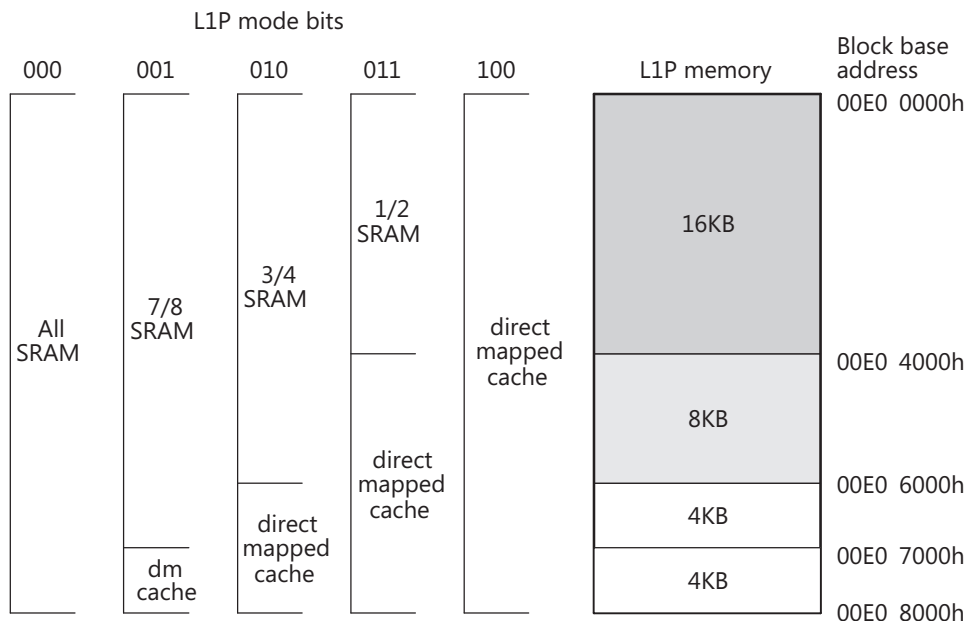 L1P mode bits
000 001 010 011 100 L1P memory
Block base
address
00E0 0000h
1/2
SRAM
16KB
3/4
SRAM
7/8
SRAM
All
SRAM
direct
mapped
cache
00E0 4000h
8KB
direct
mapped
cache
00E0 6000h
4KB
direct
mapped
cache
00E0 7000h
dm
cache
4KB
00E0 8000h